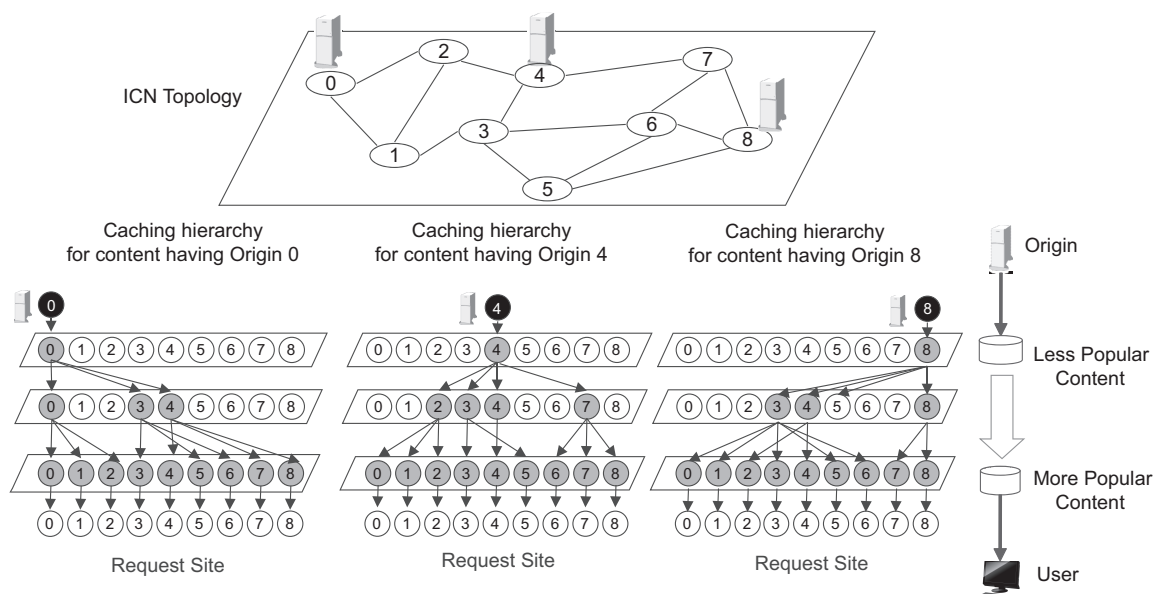 2
4
7
0
ICN Topology
3
6
8
1
5
Caching hierarchy
for content having Origin 0
Caching hierarchy
for content having Origin 4
Caching hierarchy
for content having Origin 8
Origin
0
4
8
0 1 2 3 4 5 6 7 8
0 1 2 3 4 5 6 7 8
0 1 2 3 4 5 6 7 8
Less Popular
Content
0 1 2 3 4 5 6 7 8
0 1 2 3 4 5 6 7 8
0 1 2 3 4 5 6 7 8
0 1 2 3 4 5 6 7 8
0 1 2 3 4 5 6 7 8
0 1 2 3 4 5 6 7 8
More Popular
Content
0 1 2 3 4 5 6 7 8
0 1 2 3 4 5 6 7 8
0 1 2 3 4 5 6 7 8
Request Site
Request Site
Request Site
User